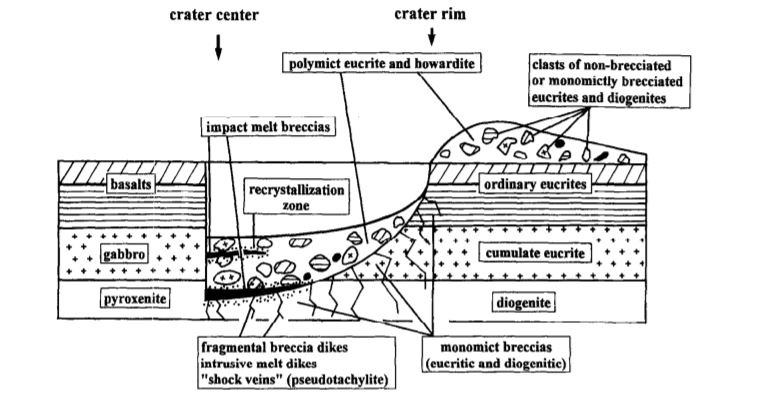 crater center
crater rim
polymict eucrite and howardite
clasts of non-brecciated
or monomictly brecciated
eucrites and diogenites
impact melt breccias
basalts
recrystallization
zone
ordinary eucrites
gabbro
cumulate eucrite
pyroxenite
diogenite
fragmental breccia dikes
intrusive melt dikes
"shock veins" (pseudotachylite)
monomict breccias
(eucritic and diogenitic)